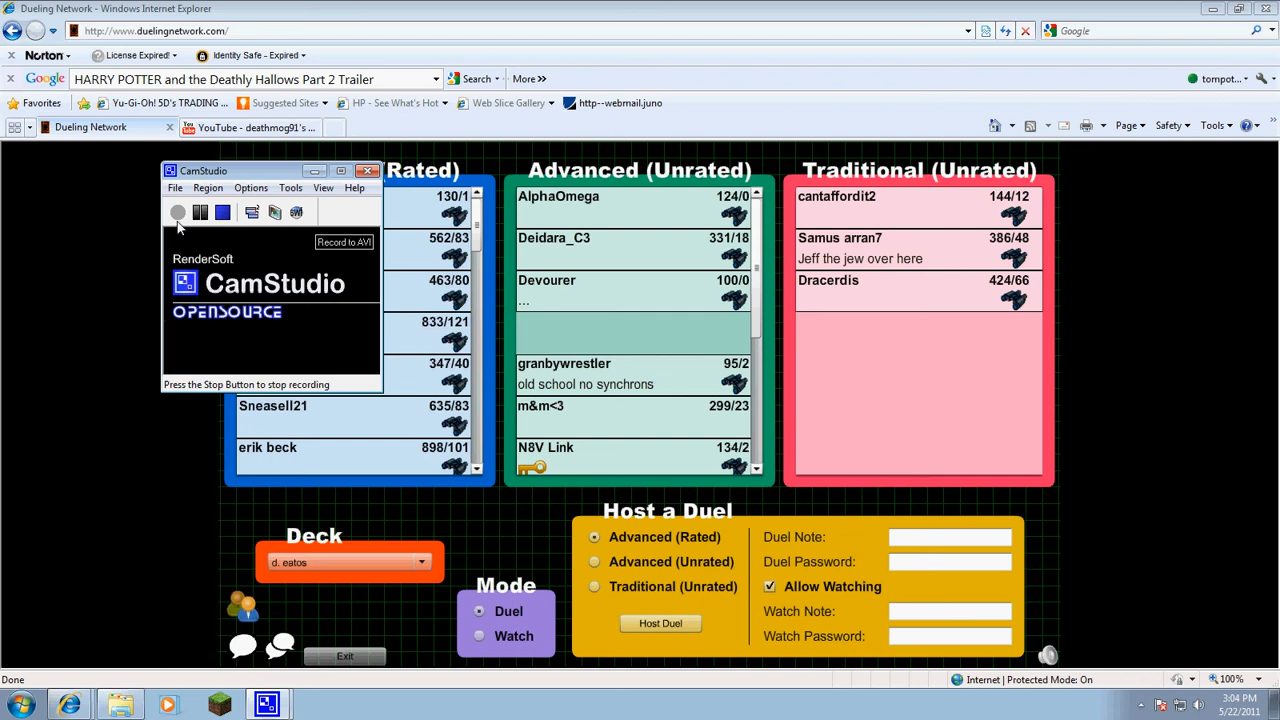 Dueling Network - Windows Internet Explorer
http://www.duelingnetwork.com/
Google
Norton
License Expired!
Identity Safe - Expired
Google
HARRY POTTER and the Deathly Hallows Part 2 Trailer
Search
More »
tompot...
Favorites
Yu-Gi-Oh! 5D's TRADING ...
Suggested Sites
HP - See What's Hot
Web Slice Gallery
http--webmail.juno
Dueling Network
YouTube - deathmog91's ...
Page
Safety
Tools
CamStudio
File Region Options Tools View Help
Record to AVI
RenderSoft
CamStudio
OPENSOURCE
Press the Stop Button to stop recording
(Rated)
130/1
562/83
463/80
833/121
347/40
Sneasell21 635/83
erik beck 898/101
Advanced (Unrated)
AlphaOmega 124/0
Deidara_C3 331/18
Devourer 100/0
...
granbywrestler 95/2
old school no synchrons
m&m<3 299/23
N8V Link 134/2
Traditional (Unrated)
cantaffordit2 144/12
Samus arran7 386/48
Jeff the jew over here
Dracerdis 424/66
Deck
d. eatos
Mode
Duel
Watch
Exit
Host a Duel
Advanced (Rated)
Advanced (Unrated)
Traditional (Unrated)
Host Duel
Duel Note:
Duel Password:
Allow Watching
Watch Note:
Watch Password:
Done
Internet | Protected Mode: On
100%
3:04 PM
5/22/2011